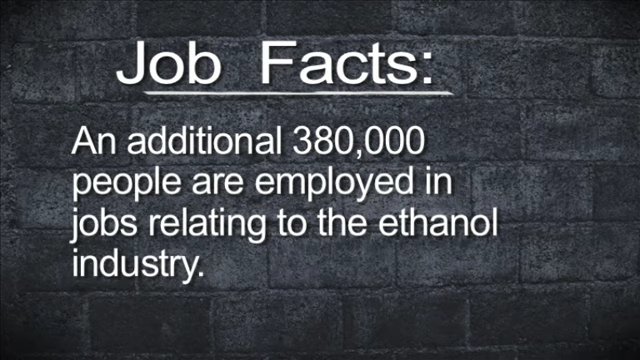 Job Facts:
An additional 380,000
people are employed in
jobs relating to the ethanol
industry.